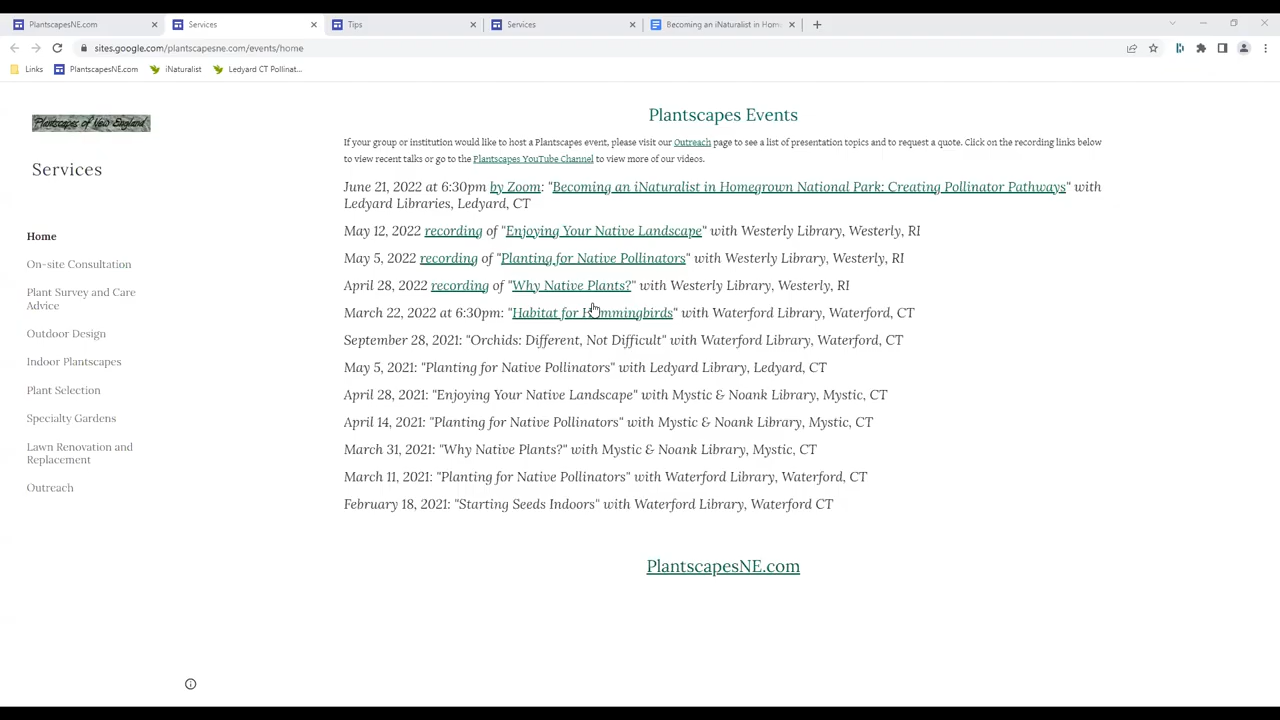 PlantscapesNE.com
Services
Tips
Services
Becoming an iNaturalist in Hom
sites.google.com/plantscapesne.com/events/home
Links
PlantscapesNE.com
iNaturalist
Ledyard CT Pollinat...
Plantscapes of New England
Services
Home
On-site Consultation
Plant Survey and Care
Advice
Outdoor Design
Indoor Plantscapes
Plant Selection
Specialty Gardens
Lawn Renovation and
Replacement
Outreach
Plantscapes Events
If your group or institution would like to host a Plantscapes event, please visit our Outreach page to see a list of presentation topics and to request a quote. Click on the recording links below
to view recent talks or go to the Plantscapes YouTube Channel to view more of our videos.
June 21, 2022 at 6:30pm by Zoom: "Becoming an iNaturalist in Homegrown National Park: Creating Pollinator Pathways" with
Ledyard Libraries, Ledyard, CT
May 12, 2022 recording of "Enjoying Your Native Landscape" with Westerly Library, Westerly, RI
May 5, 2022 recording of "Planting for Native Pollinators" with Westerly Library, Westerly, RI
April 28, 2022 recording of "Why Native Plants?" with Westerly Library, Westerly, RI
March 22, 2022 at 6:30pm: "Habitat for Hummingbirds" with Waterford Library, Waterford, CT
September 28, 2021: "Orchids: Different, Not Difficult" with Waterford Library, Waterford, CT
May 5, 2021: "Planting for Native Pollinators" with Ledyard Library, Ledyard, CT
April 28, 2021: "Enjoying Your Native Landscape" with Mystic & Noank Library, Mystic, CT
April 14, 2021: "Planting for Native Pollinators" with Mystic & Noank Library, Mystic, CT
March 31, 2021: "Why Native Plants?" with Mystic & Noank Library, Mystic, CT
March 11, 2021: "Planting for Native Pollinators" with Waterford Library, Waterford, CT
February 18, 2021: "Starting Seeds Indoors" with Waterford Library, Waterford CT
PlantscapesNE.com